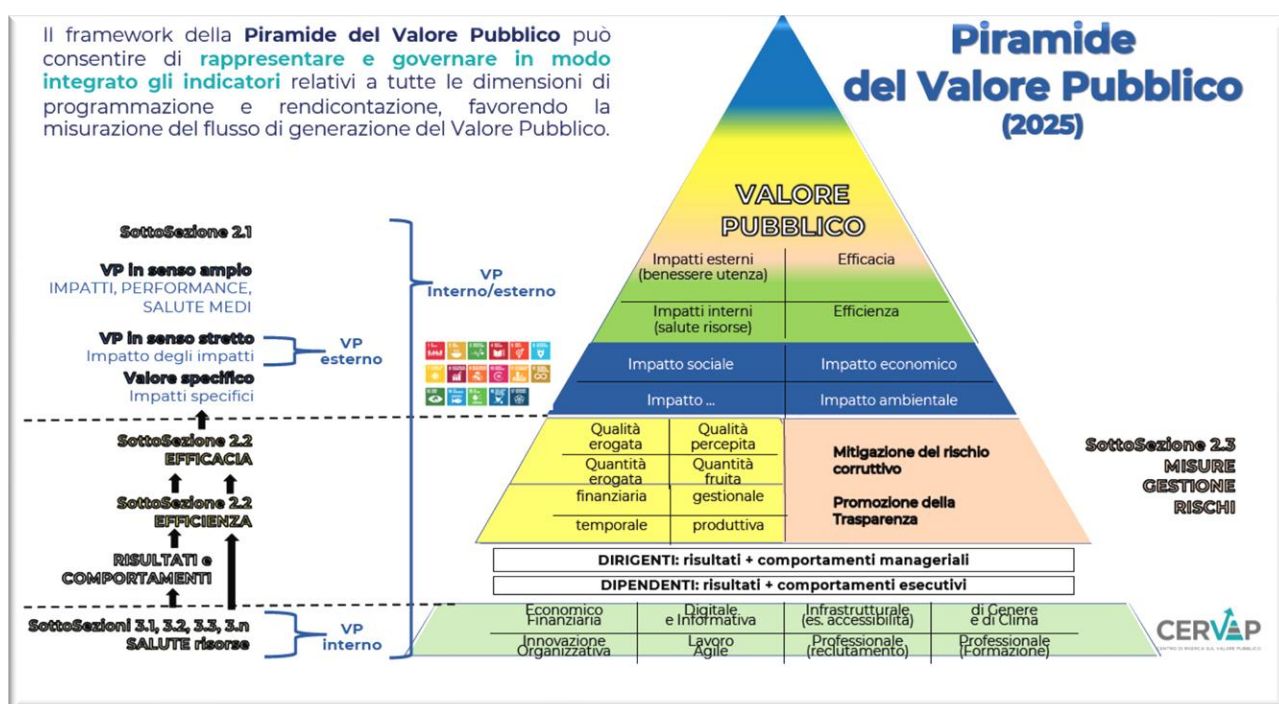 Il framework della Piramide del Valore Pubblico può
consentire di rappresentare e governare in modo
integrato gli indicatori relativi a tutte le dimensioni di
programmazione e rendicontazione, favorendo la
misurazione del flusso di generazione del Valore Pubblico.
Piramide
del Valore Pubblico
(2025)
SottoSezione 2.1
VP in senso ampio
IMPATTI, PERFORMANCE,
SALUTE MEDI
VP in senso stretto
Impatto degli impatti
Valore specifico
Impatti specifici
SottoSezione 2.2
EFFICACIA
SottoSezione 2.2
EFFICIENZA
RISULTATI e
COMPORTAMENTI
SottoSezioni 3.1, 3.2, 3.3, 3.n
SALUTE risorse
VP
esterno
VP
interno
VP
Interno/esterno
VALORE
PUBBLICO
Impatti esterni
(benessere utenza)
Efficacia
Impatti interni
(salute risorse)
Efficienza
Impatto sociale
Impatto economico
Impatto ...
Impatto ambientale
Qualità
erogata
Qualità
percepita
Quantità
erogata
Quantità
fruita
finanziaria
gestionale
temporale
produttiva
Mitigazione del rischio
corruttivo
Promozione della
Trasparenza
SottoSezione 2.3
MISURE
GESTIONE
RISCHI
DIRIGENTI: risultati + comportamenti manageriali
DIPENDENTI: risultati + comportamenti esecutivi
Economico
Finanziaria
Digitale
e Informativa
Infrastrutturale
(es. accessibilità)
di Genere
e di Clima
Innovazione
Organizzativa
Lavoro
Agile
Professionale
(reclutamento)
Professionale
(Formazione)
CERVAP
CENTRO DI RICERCA SUL VALORE PUBBLICO